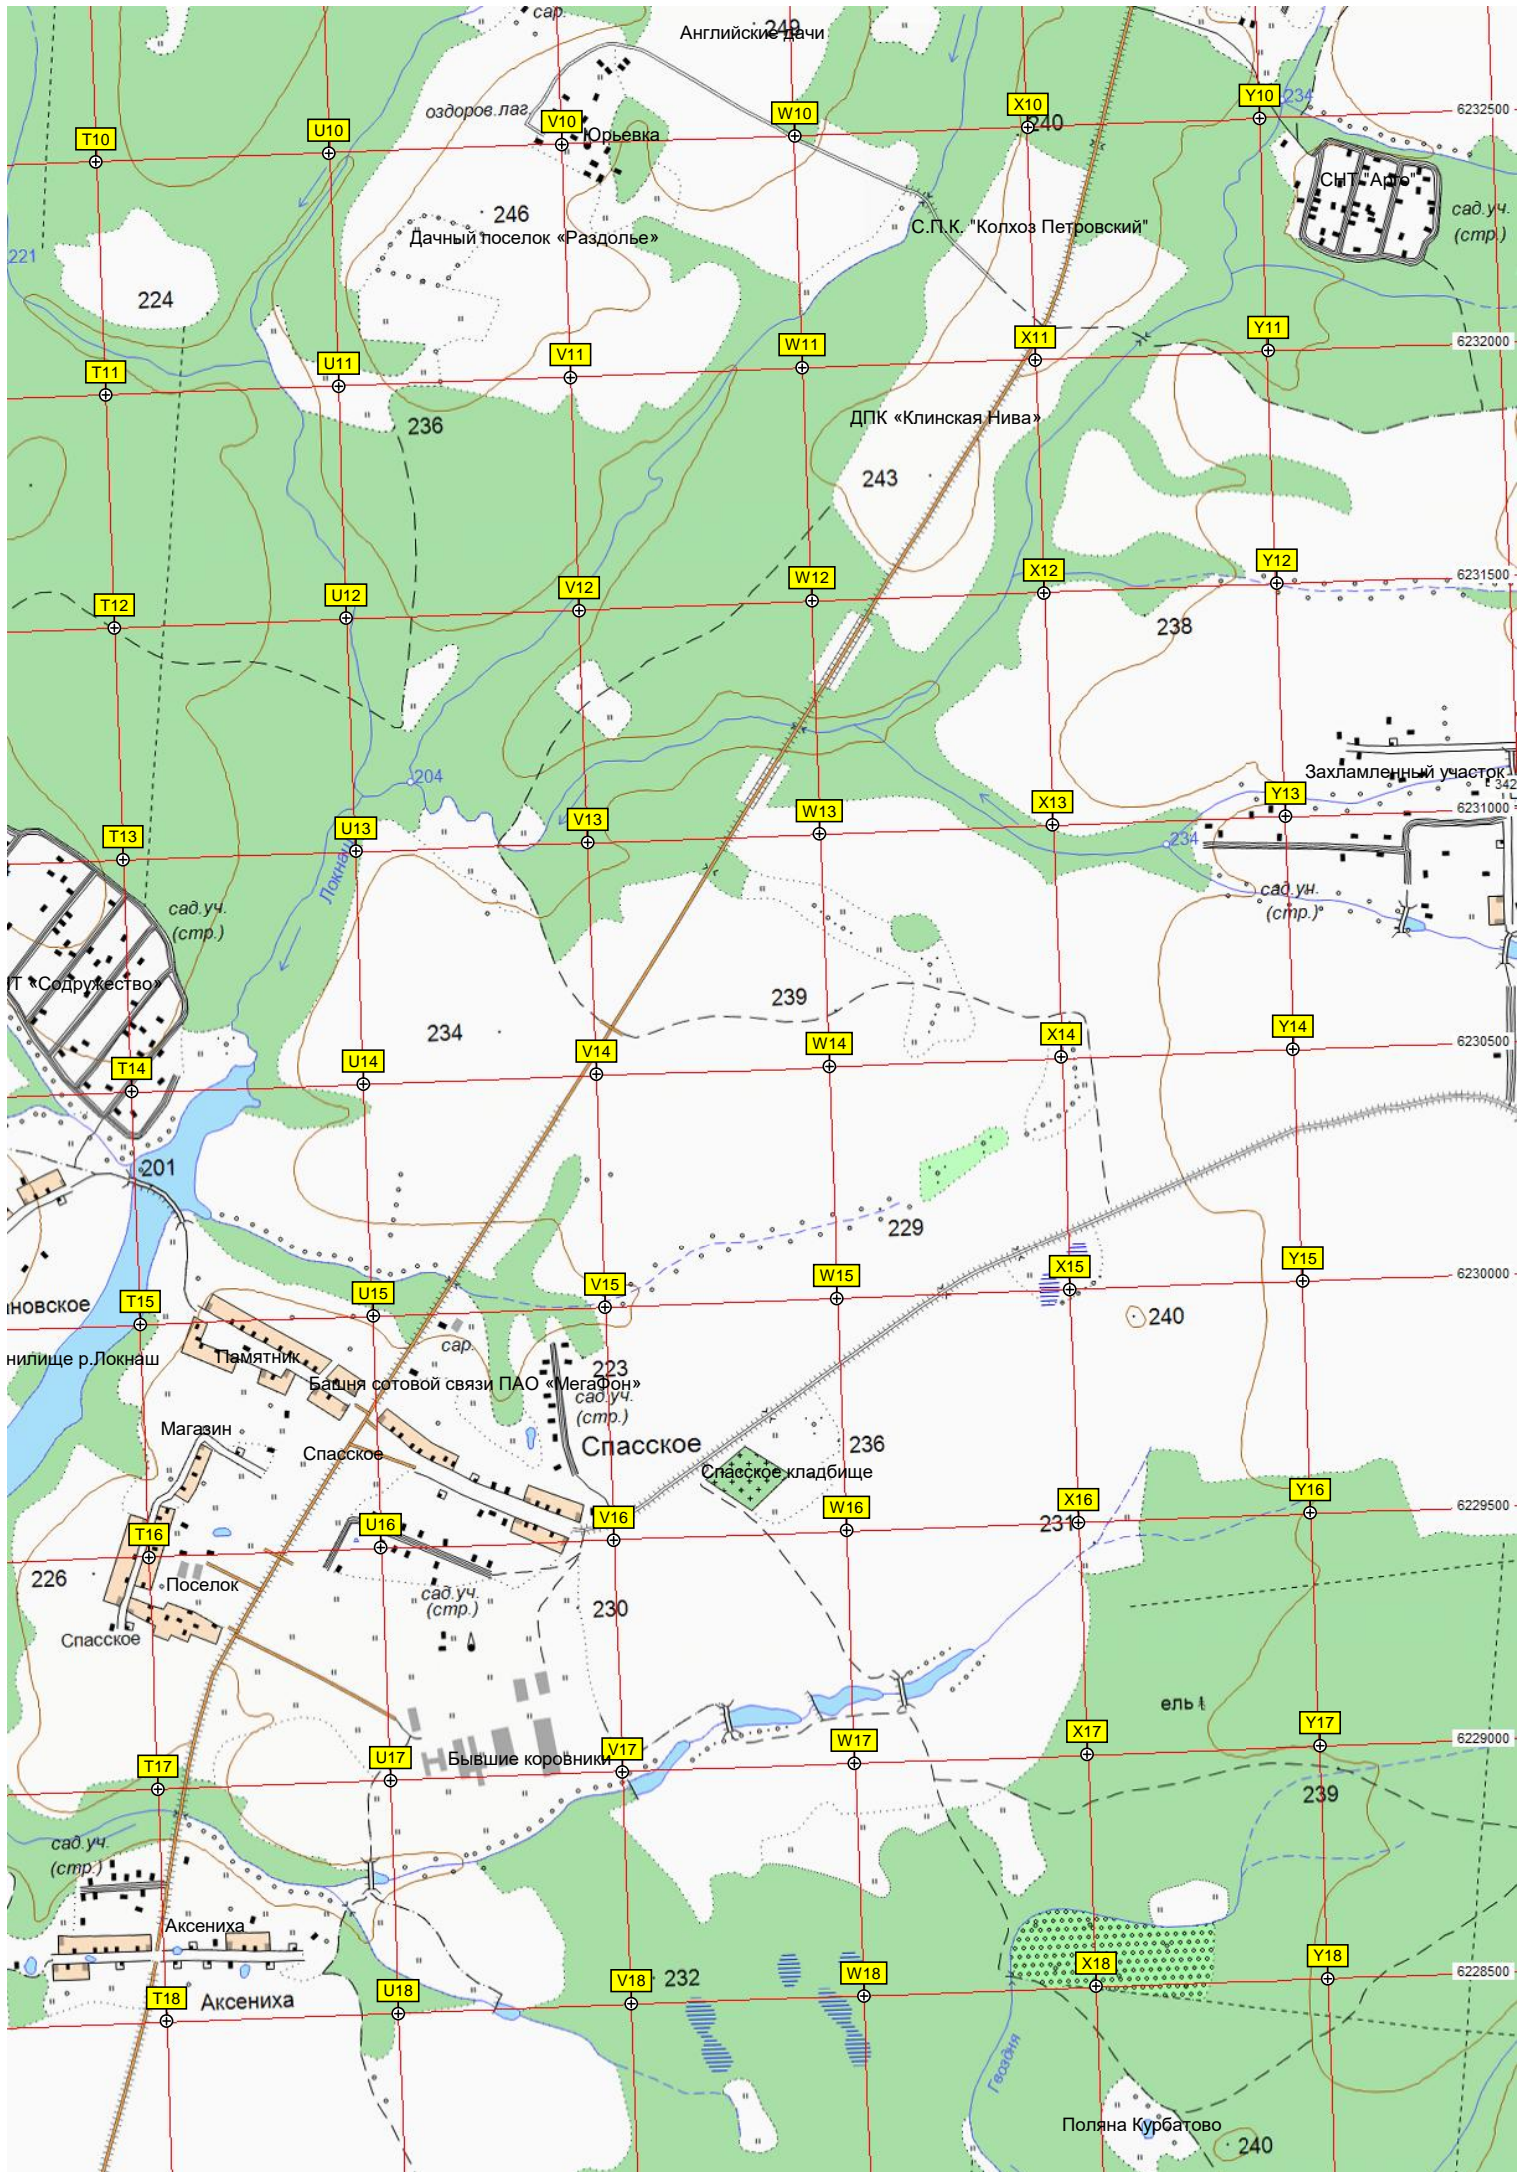 сар.
249
Английские дачи
оздоров.лаг.
Юрьевка
T10
U10
V10
W10
X10
240
Y10
234
6232500
СНТ "Арго"
сад.уч.
(стр.)
246
Дачный поселок «Раздолье»
С.П.К. "Колхоз Петровский"
221
224
T11
U11
V11
W11
X11
Y11
6232000
236
ДПК «Клинская Нива»
243
T12
U12
V12
W12
X12
Y12
6231500
238
204
Захламленный участок
342
T13
U13
V13
W13
X13
Y13
6231000
Локнаш
234
сад.уч.
(стр.)
сад.ун.
(стр.)
Т «Содружество»
239
234
T14
U14
V14
W14
X14
Y14
6230500
201
229
T15
U15
V15
W15
X15
Y15
6230000
ановское
240
нилище р.Локнаш
Памятник
сар.
223
Башня сотовой связи ПАО «МегаФон»
сад.уч.
(стр.)
Магазин
Спасское
Спасское
236
Спасское кладбище
T16
U16
V16
W16
X16
231
Y16
6229500
226
Поселок
сад.уч.
(стр.)
230
Спасское
ель
T17
U17
Бывшие коровники
V17
W17
X17
Y17
6229000
239
сад.уч.
(стр.)
Аксениха
T18
Аксениха
U18
V18
232
W18
X18
Y18
6228500
Гвоздня
Поляна Курбатово
240